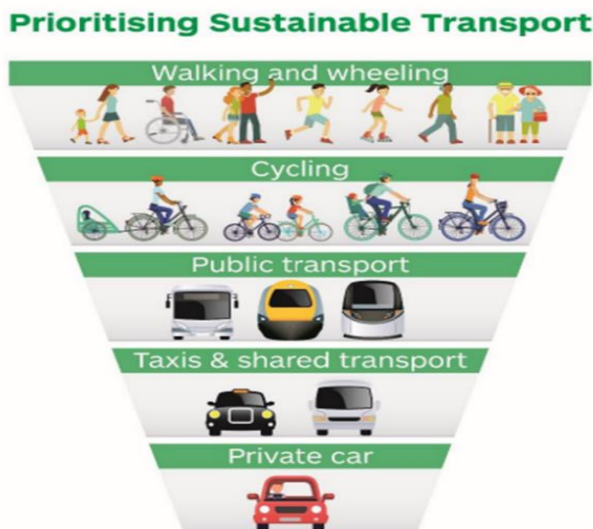 Prioritising Sustainable Transport
Walking and wheeling
Cycling
Public transport
Taxis & shared transport
Private car